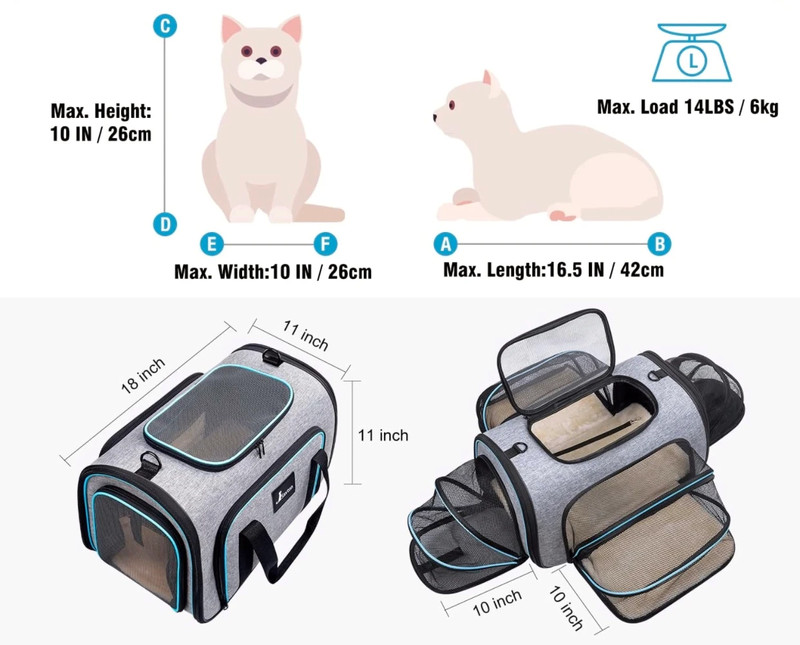 C
Max. Height:
10 IN / 26cm
D
E F
Max. Width:10 IN / 26cm
L
Max. Load 14LBS / 6kg
A B
Max. Length:16.5 IN / 42cm
18 inch
11 inch
11 inch
10 inch
10 inch